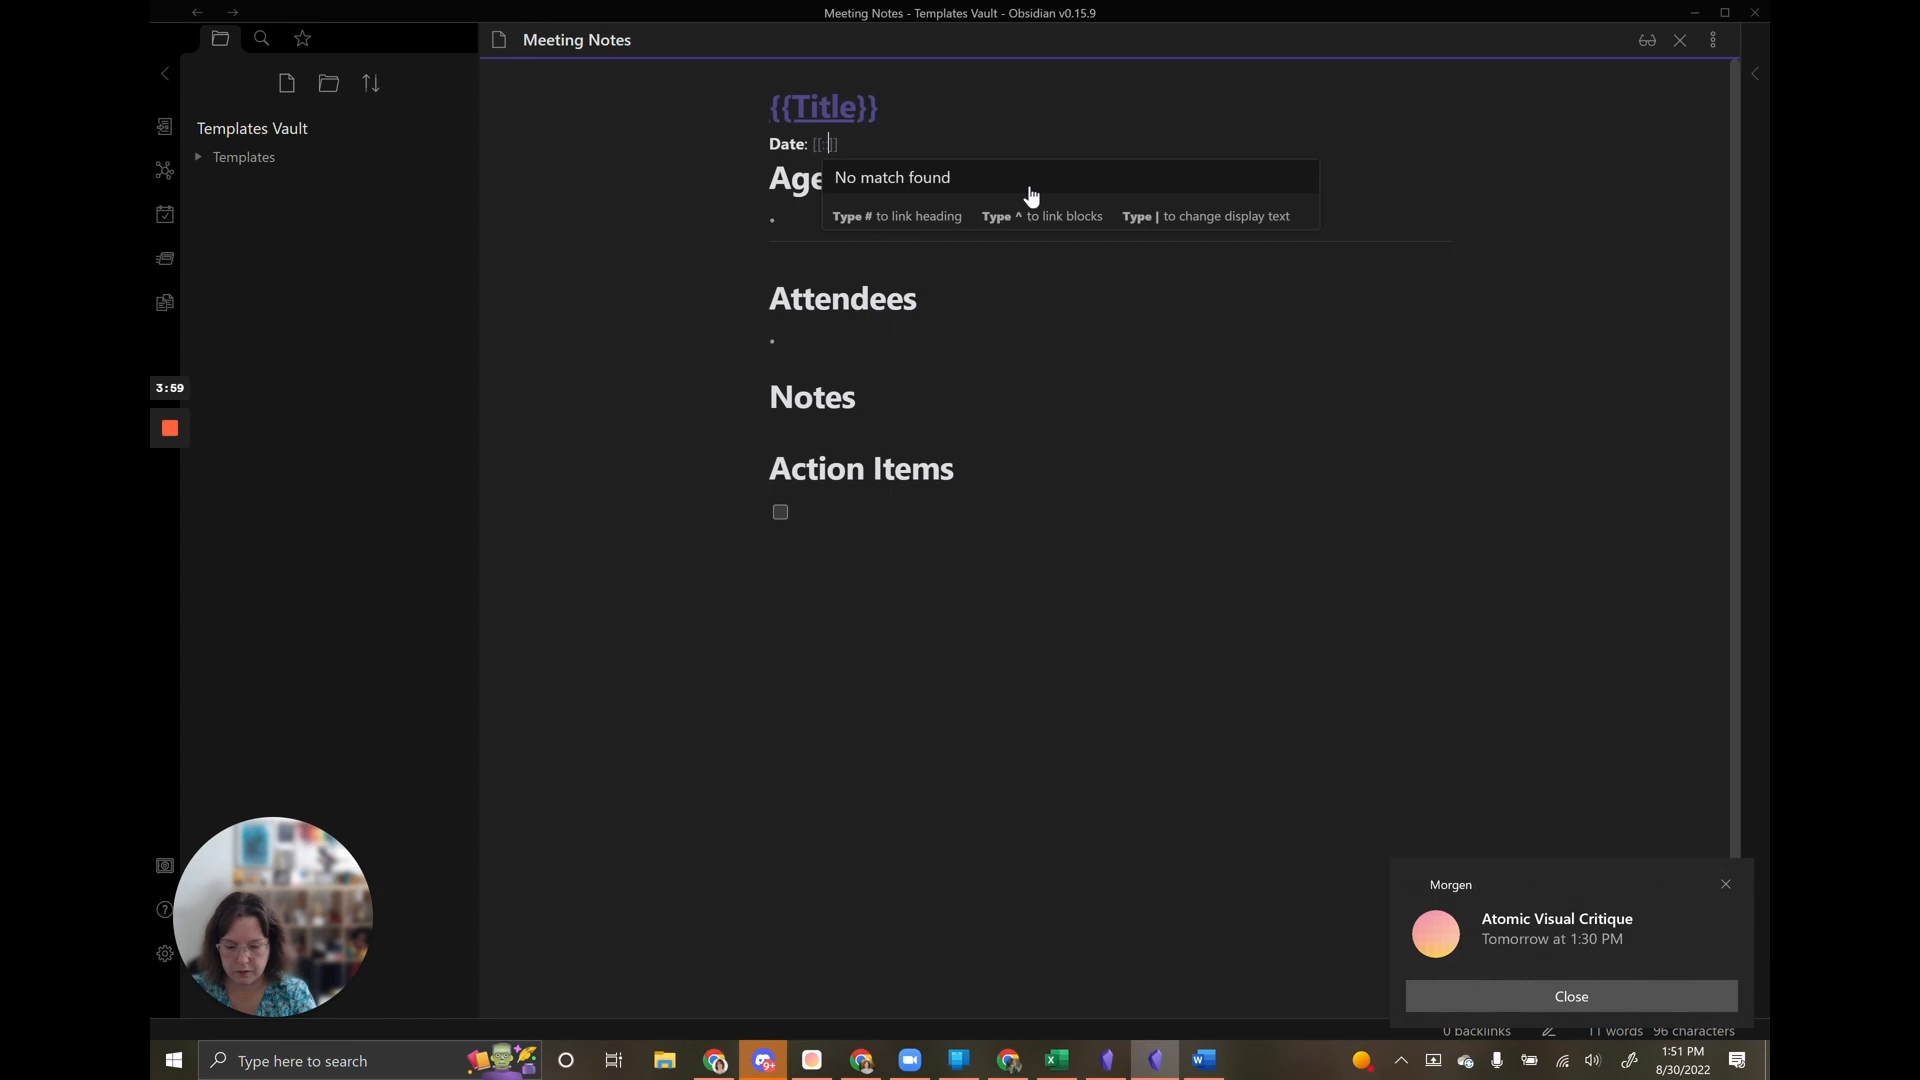 Meeting Notes - Templates Vault - Obsidian v0.15.9
Meeting Notes
Templates Vault
Templates
{{Title}}
Date: [[:]]
Age
No match found
Type # to link heading Type ^ to link blocks Type | to change display text
Attendees
Notes
Action Items
3:59
Morgen
Atomic Visual Critique
Tomorrow at 1:30 PM
Close
0 backlinks 11 words 96 characters
Type here to search
9+
1:51 PM
8/30/2022